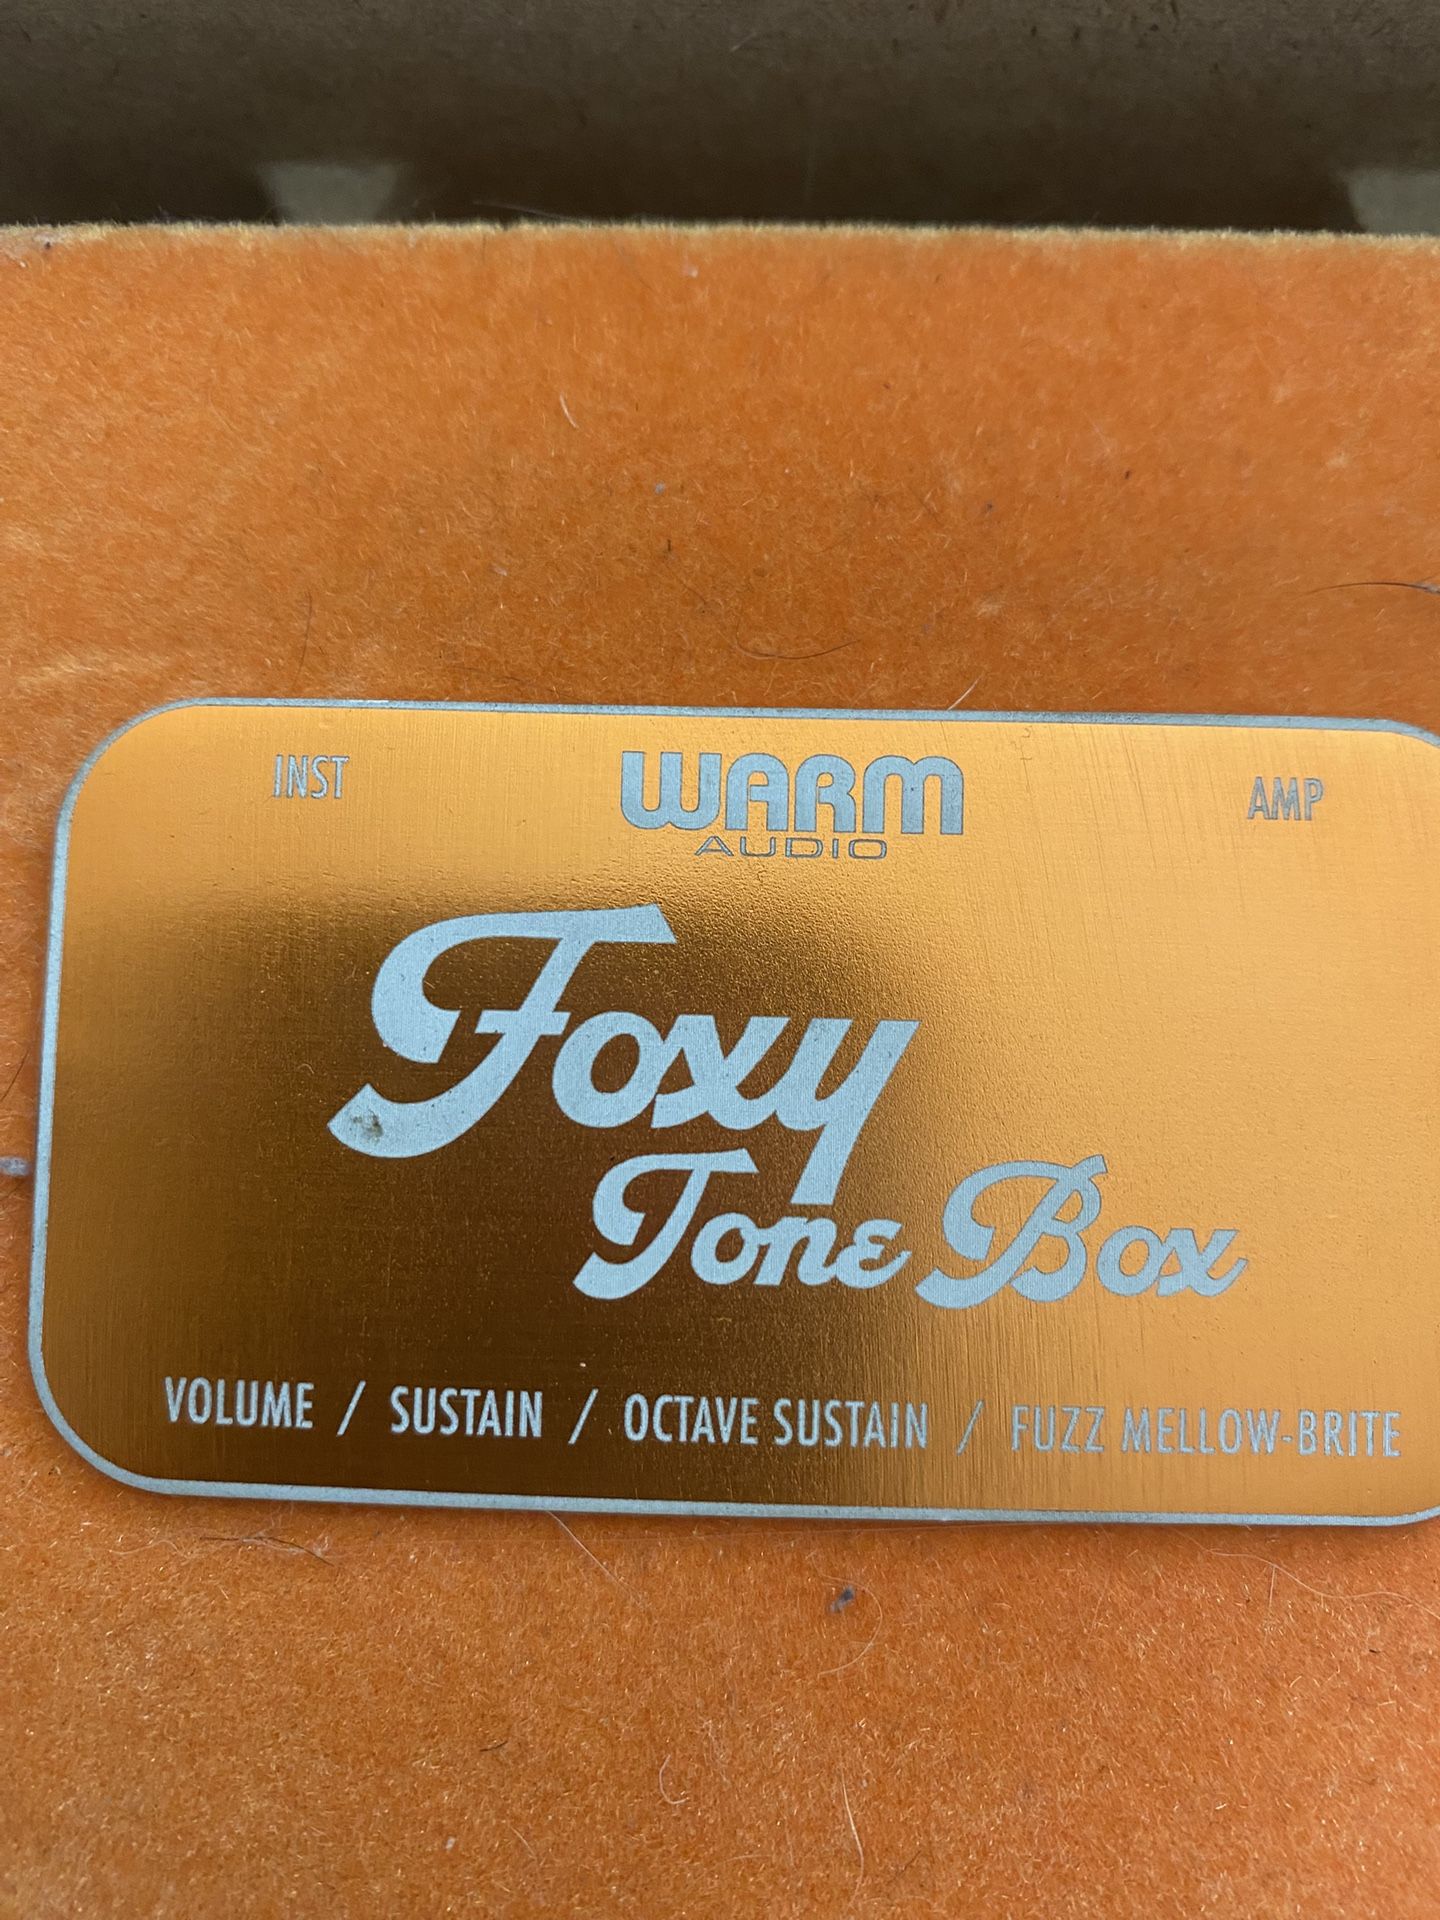 INST
WARM
AUDIO
AMP
Foxy
Tone Box
VOLUME / SUSTAIN / OCTAVE SUSTAIN / FUZZ MELLOW-BRITE